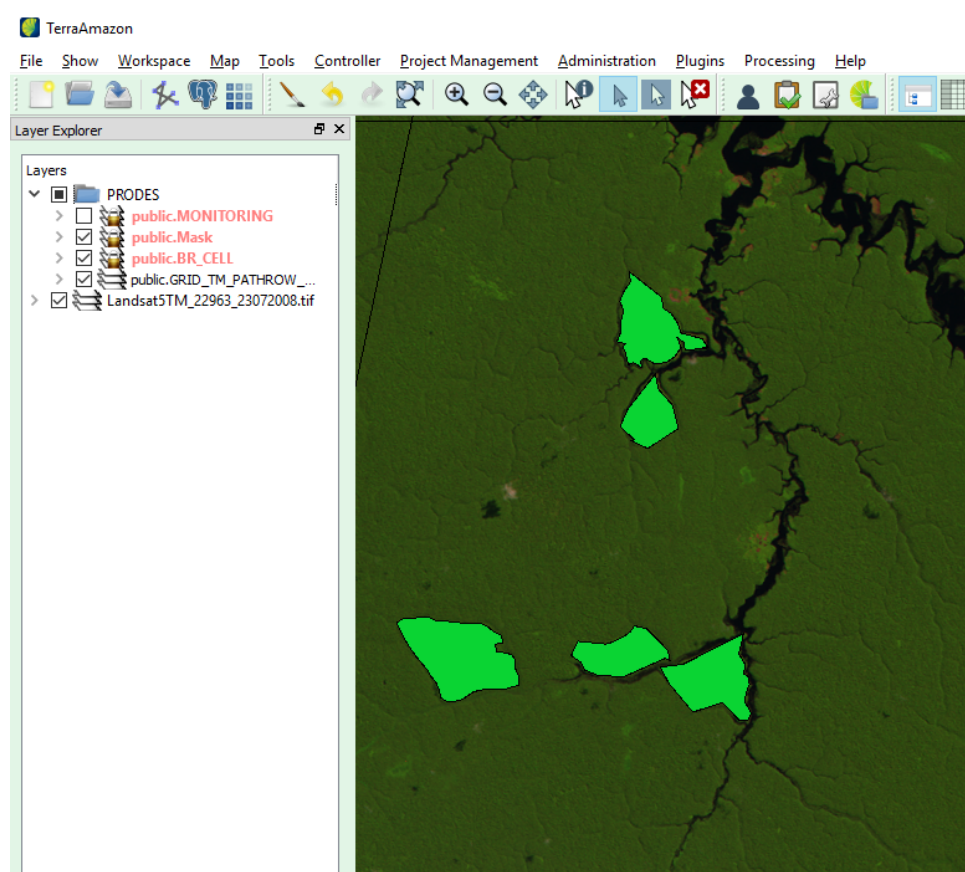 TerraAmazon
File Show Workspace Map Tools Controller Project Management Administration Plugins Processing Help
Layer Explorer
Layers
PRODES
public.MONITORING
public.Mask
public.BR_CELL
public.GRID_TM_PATHROW_...
Landsat5TM_22963_23072008.tif